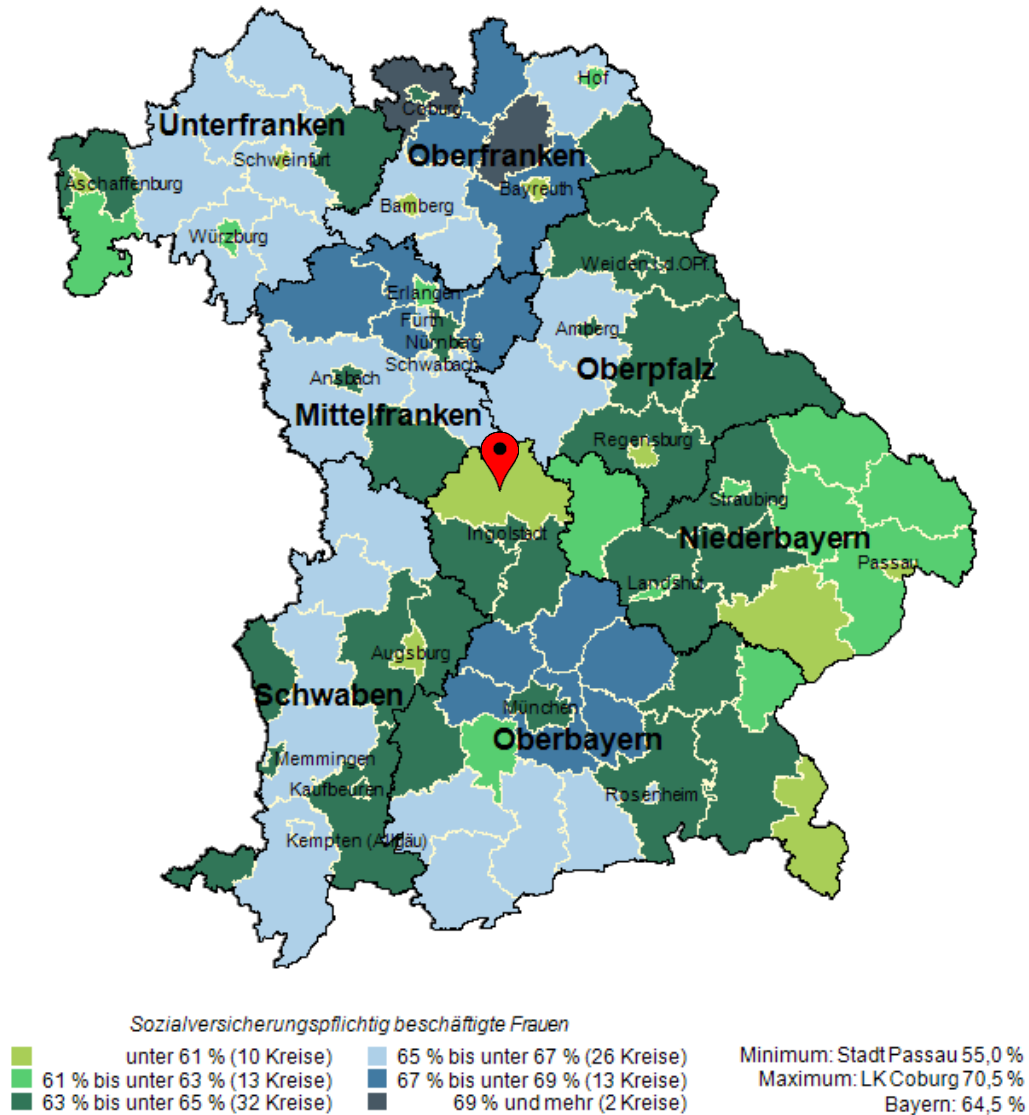 Hof
Coburg
Unterfranken
Schweinfurt
Oberfranken
Aschaffenburg
Bayreuth
Bamberg
Würzburg
Weiden i.d.OPf.
Erlangen
Fürth
Amberg
Nürnberg
Schwabach
Oberpfalz
Ansbach
Mittelfranken
Regensburg
Straubing
Ingolstadt
Niederbayern
Passau
Landshut
Augsburg
Schwaben
München
Oberbayern
Memmingen
Kaufbeuren
Rosenheim
Kempten (Allgäu)
Sozialversicherungspflichtig beschäftigte Frauen
unter 61 % (10 Kreise)
61 % bis unter 63 % (13 Kreise)
63 % bis unter 65 % (32 Kreise)
65 % bis unter 67 % (26 Kreise)
67 % bis unter 69 % (13 Kreise)
69 % und mehr (2 Kreise)
Minimum: Stadt Passau 55,0 %
Maximum: LK Coburg 70,5 %
Bayern: 64,5 %